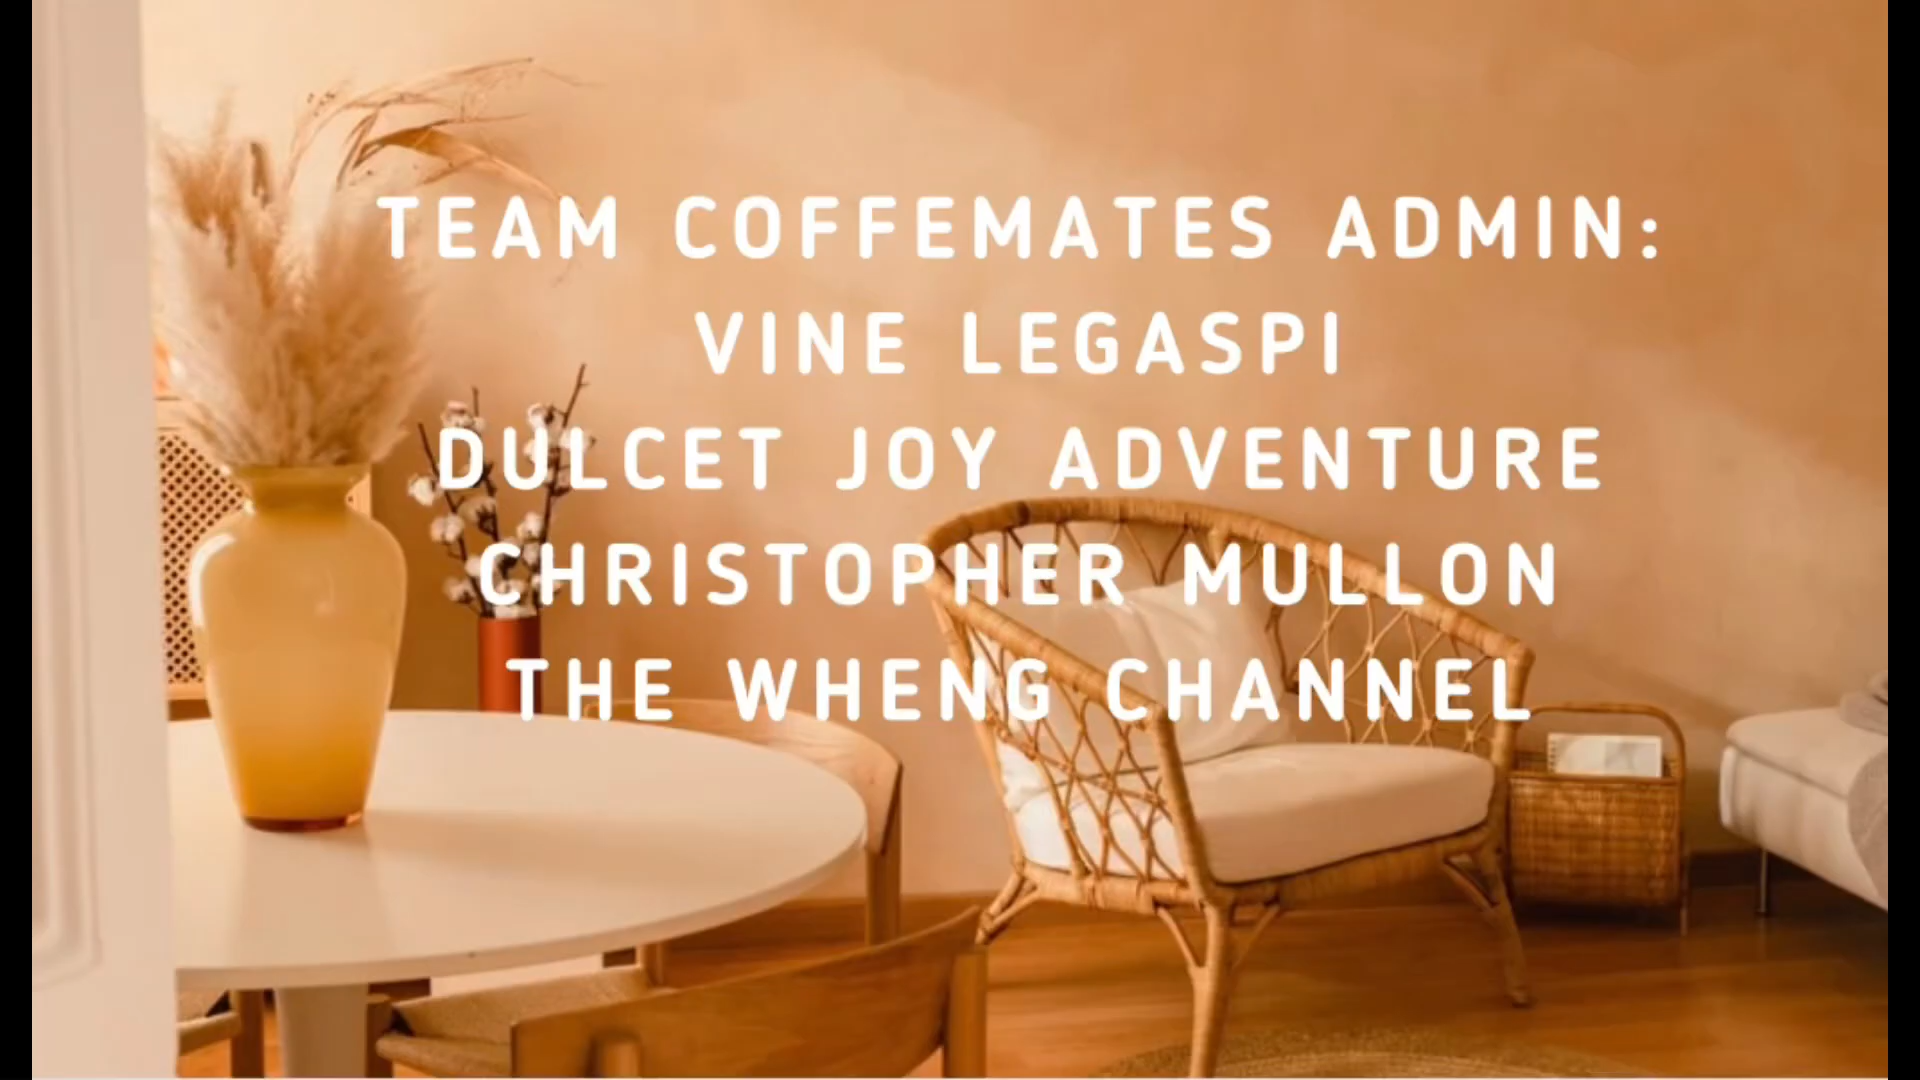 TEAM COFFEMATES ADMIN:
VINE LEGASPI
DULCET JOY ADVENTURE
CHRISTOPHER MULLON
THE WHENG CHANNEL